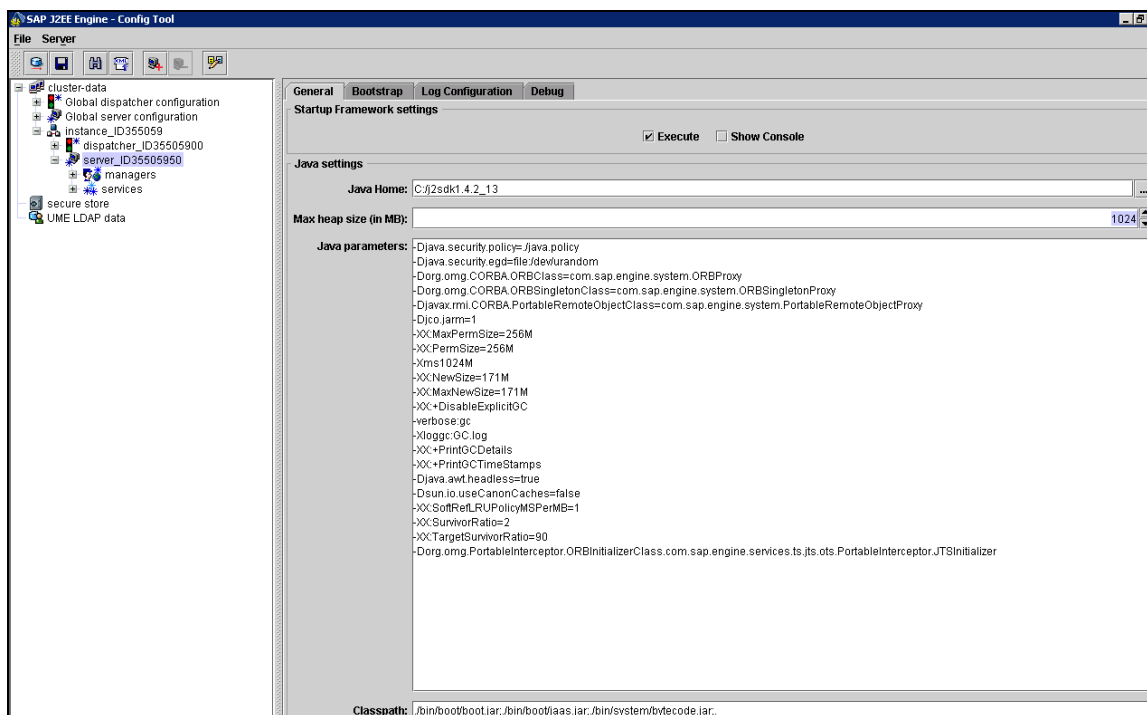 SAP J2EE Engine - Config Tool
File Server
cluster-data
Global dispatcher configuration
Global server configuration
instance_ID355059
dispatcher_ID35505900
server_ID35505950
managers
services
secure store
UME LDAP data
General Bootstrap Log Configuration Debug
Startup Framework settings
Execute Show Console
Java settings
Java Home: C:/j2sdk1.4.2_13 ...
Max heap size (in MB): 1024
Java parameters: -Djava.security.policy=./java.policy
-Djava.security.egd=file:/dev/urandom
-Dorg.omg.CORBA.ORBClass=com.sap.engine.system.ORBProxy
-Dorg.omg.CORBA.ORBSingletonClass=com.sap.engine.system.ORBSingletonProxy
-Djavax.rmi.CORBA.PortableRemoteObjectClass=com.sap.engine.system.PortableRemoteObjectProxy
-Djco.jarm=1
-XX:MaxPermSize=256M
-XX:PermSize=256M
-Xms1024M
-XX:NewSize=171M
-XX:MaxNewSize=171M
-XX:+DisableExplicitGC
-verbose:gc
-Xloggc:GC.log
-XX:+PrintGCDetails
-XX:+PrintGCTimeStamps
-Djava.awt.headless=true
-Dsun.io.useCanonCaches=false
-XX:SoftRefLRUPolicyMSPerMB=1
-XX:SurvivorRatio=2
-XX:TargetSurvivorRatio=90
-Dorg.omg.PortableInterceptor.ORBInitializerClass.com.sap.engine.services.ts.jts.ots.PortableInterceptor.JTSInitializer
Classpath: ./bin/boot/boot.jar;./bin/boot/jaas.jar;./bin/system/bytecode.jar;.